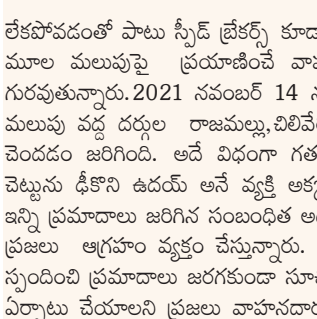 లేకపోవడంతో పాటు స్పీడ్ బ్రేకర్స్ కూడ
మూల మలుపుపై ప్రయాణించే వా
గురవుతున్నారు. 2021 నవంబర్ 14 న
మలుపు వద్ద దర్గుల రాజమల్లు, చిలివే
చెందడం జరిగింది. అదే విధంగా గత
చెట్టును ఢీకొని ఉదయ్ అనే వ్యక్తి అక్క
ఇన్ని ప్రమాదాలు జరిగిన సంబంధిత అ
ప్రజలు ఆగ్రహం వ్యక్తం చేస్తున్నారు.
స్పందించి ప్రమాదాలు జరగకుండా సూచ
ఏర్పాటు చేయాలని ప్రజలు వాహనదార